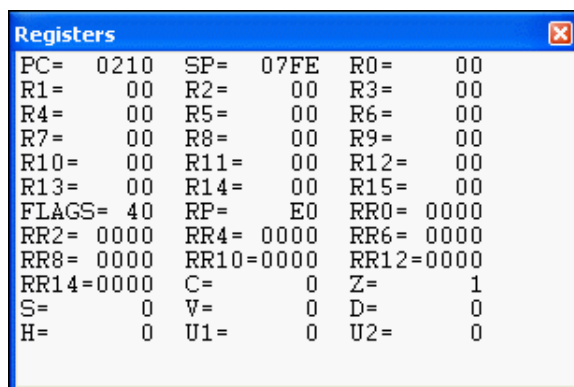 Registers
PC= 0210 SP= 07FE R0= 00
R1= 00 R2= 00 R3= 00
R4= 00 R5= 00 R6= 00
R7= 00 R8= 00 R9= 00
R10= 00 R11= 00 R12= 00
R13= 00 R14= 00 R15= 00
FLAGS= 40 RP= E0 RR0= 0000
RR2= 0000 RR4= 0000 RR6= 0000
RR8= 0000 RR10=0000 RR12=0000
RR14=0000 C= 0 Z= 1
S= 0 V= 0 D= 0
H= 0 U1= 0 U2= 0